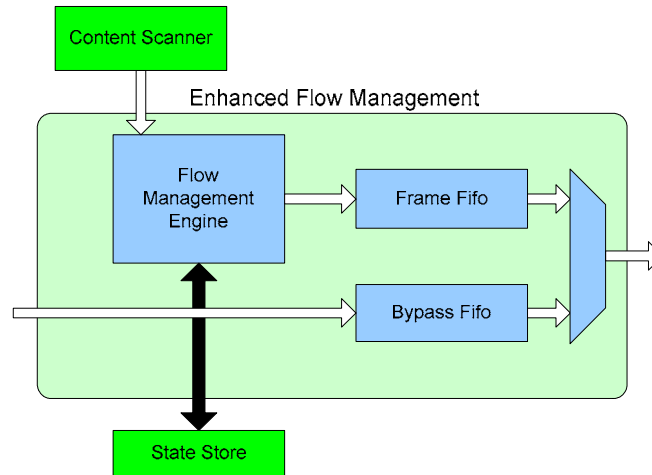 Content Scanner
Enhanced Flow Management
Flow
Management
Engine
Frame Fifo
Bypass Fifo
State Store